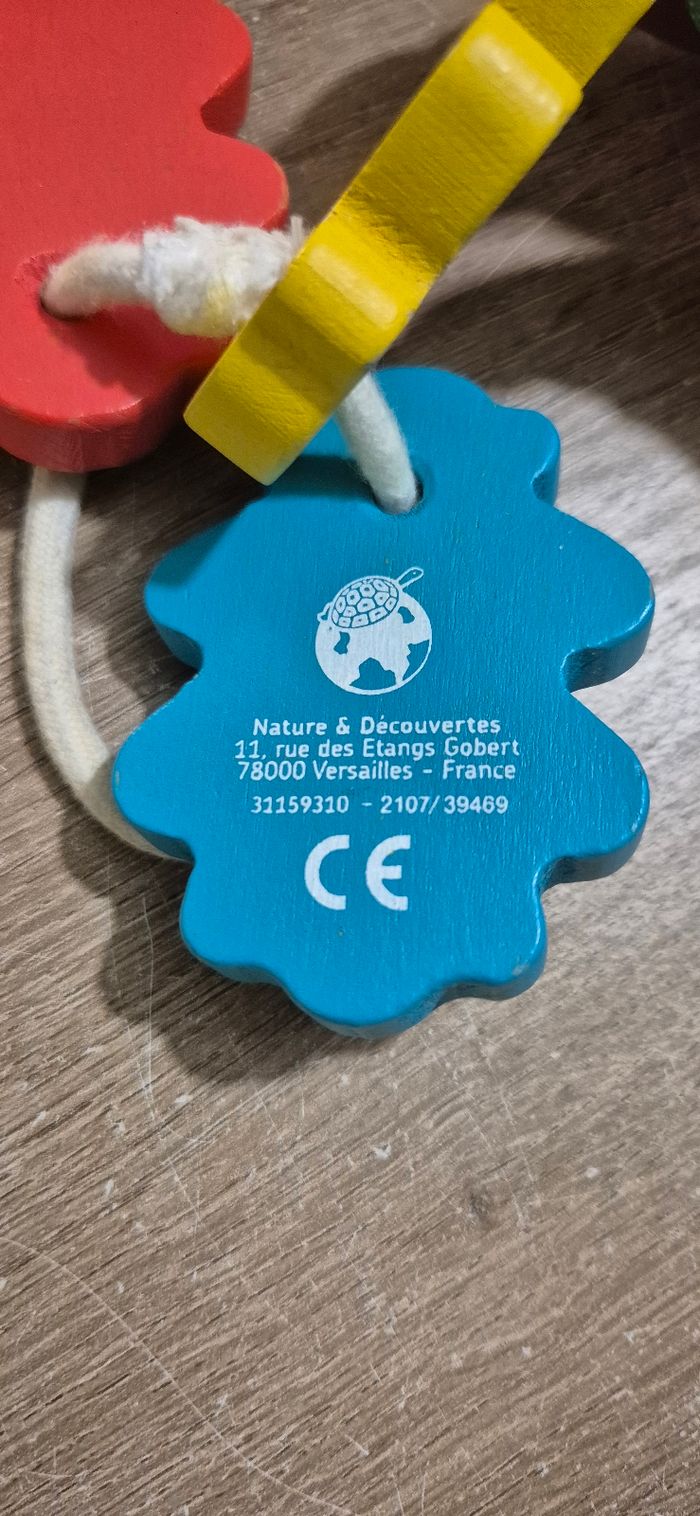 Nature & Découvertes
11, rue des Etangs Gobert
78000 Versailles - France
31159310 - 2107/39469
CE